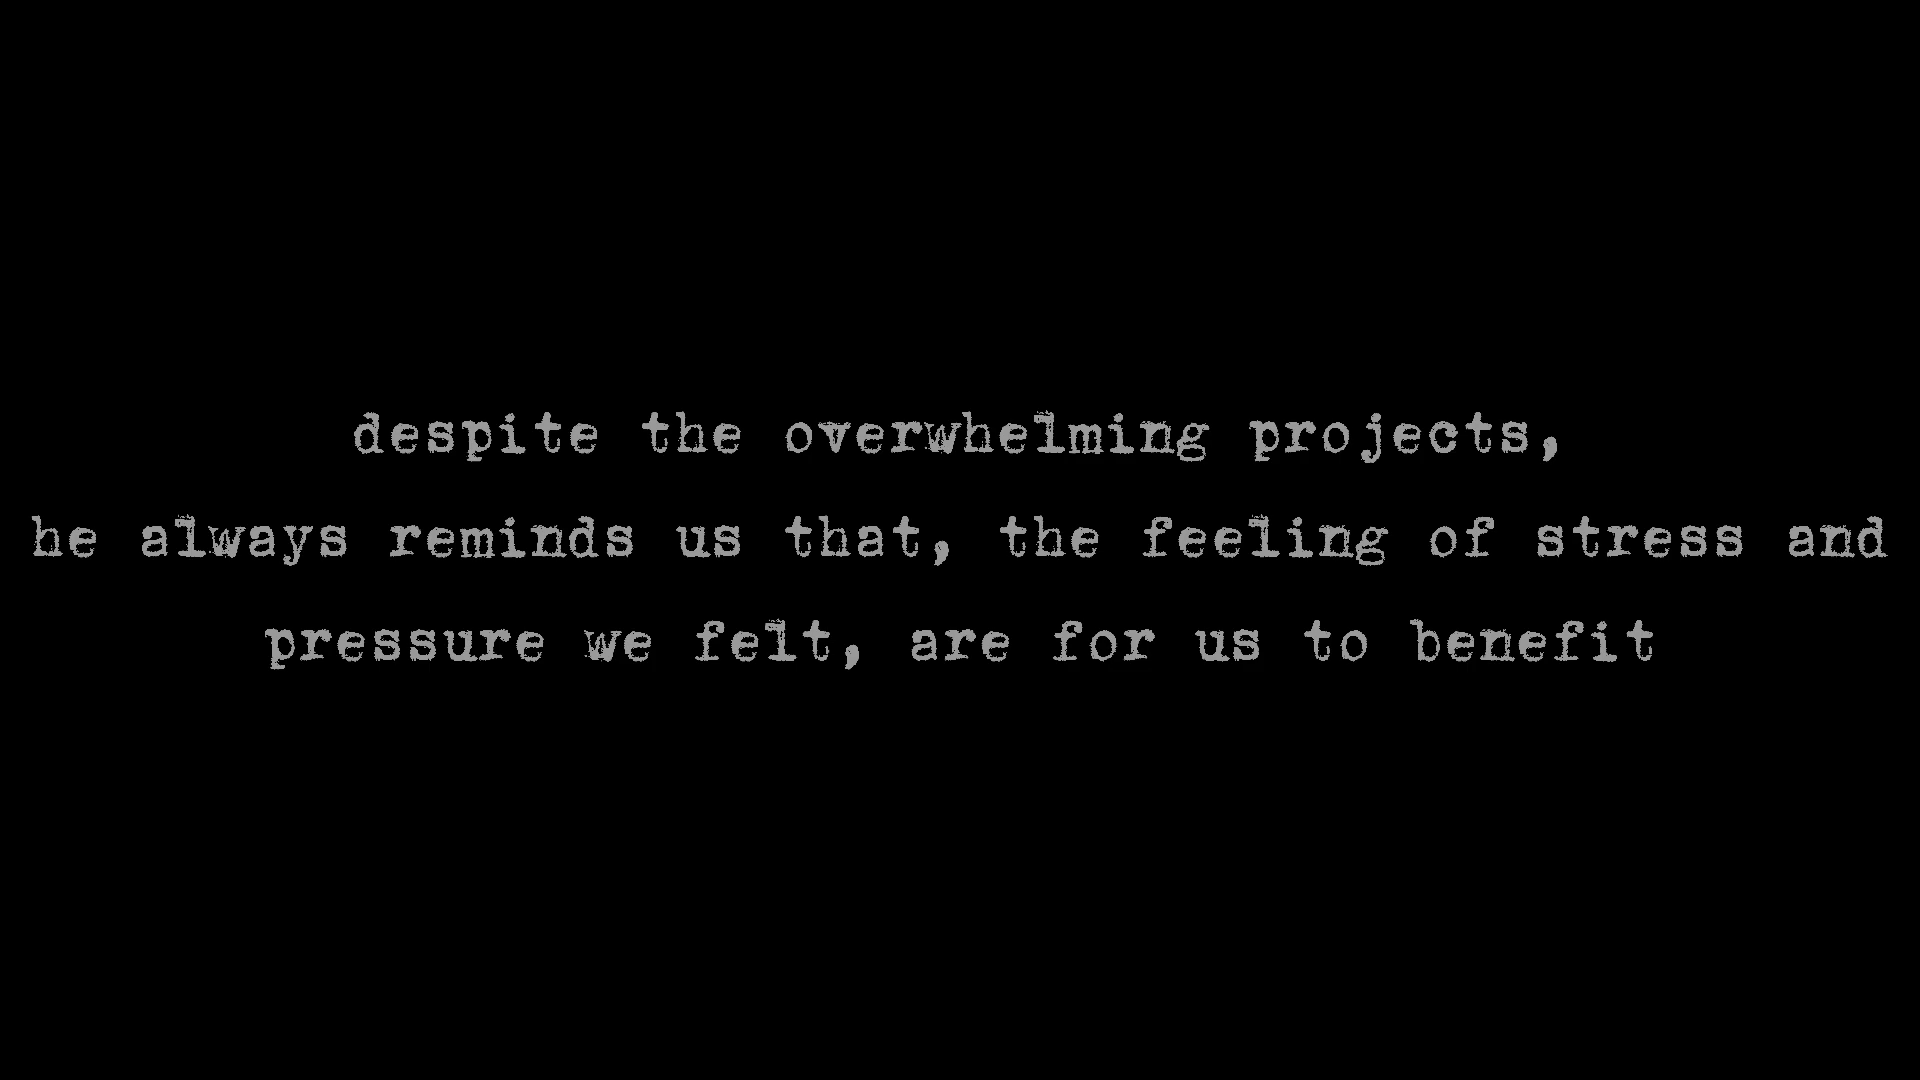 despite the overwhelming projects,
he always reminds us that, the feeling of stress and
pressure we felt, are for us to benefit